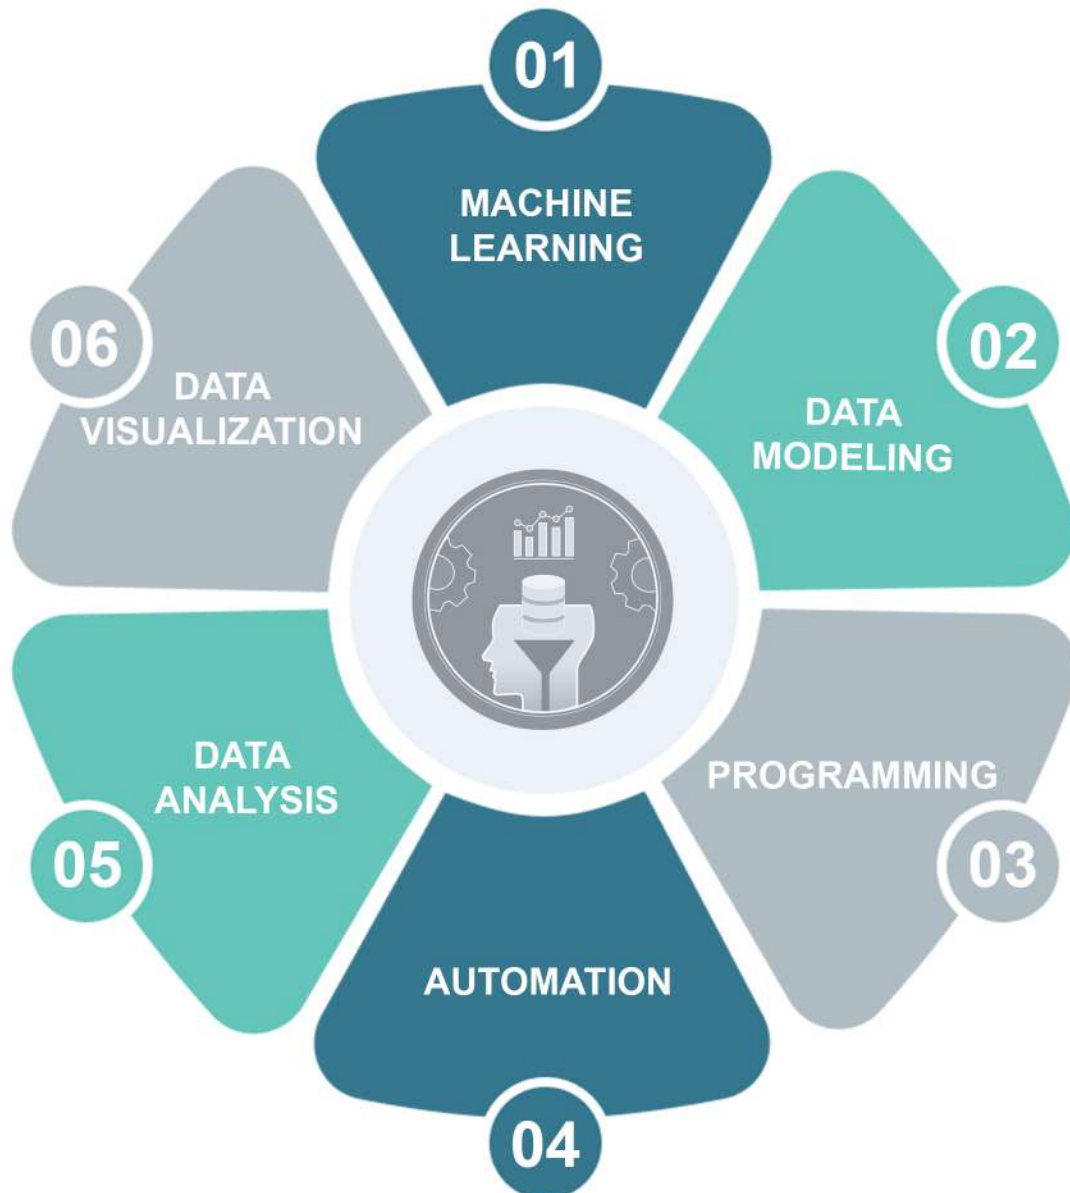 01
MACHINE
LEARNING
02
DATA
MODELING
03
PROGRAMMING
04
AUTOMATION
05
DATA
ANALYSIS
06
DATA
VISUALIZATION